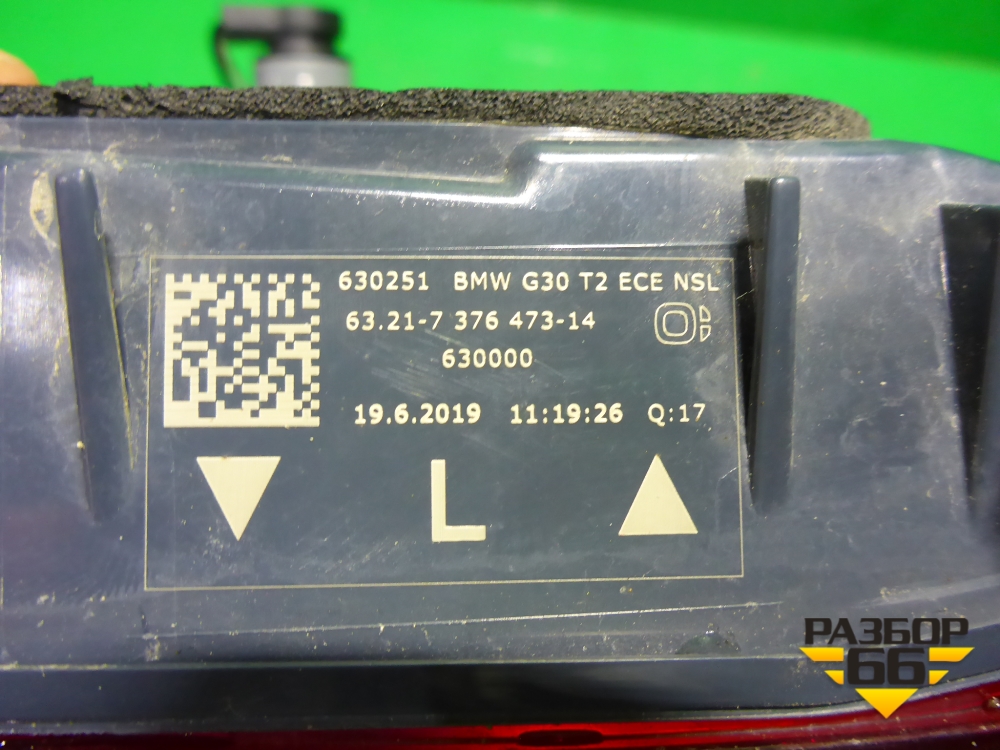 630251 BMW G30 T2 ECE NSL
63.21-7 376 473-14
630000
19.6.2019 11:19:26 Q:17
L
РАЗБОР
66